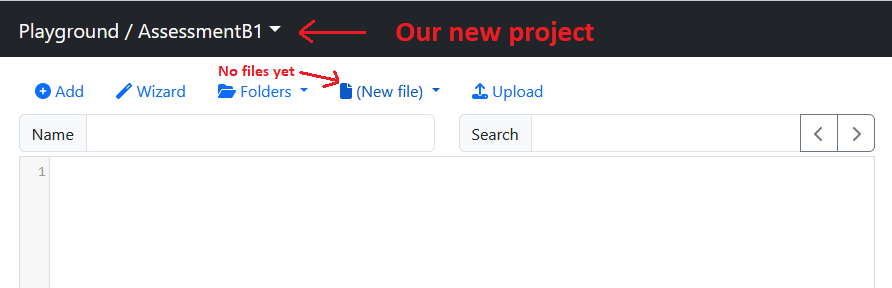 Playground / AssessmentB1 Our new project
No files yet
Add Wizard Folders (New file) Upload
Name Search
1